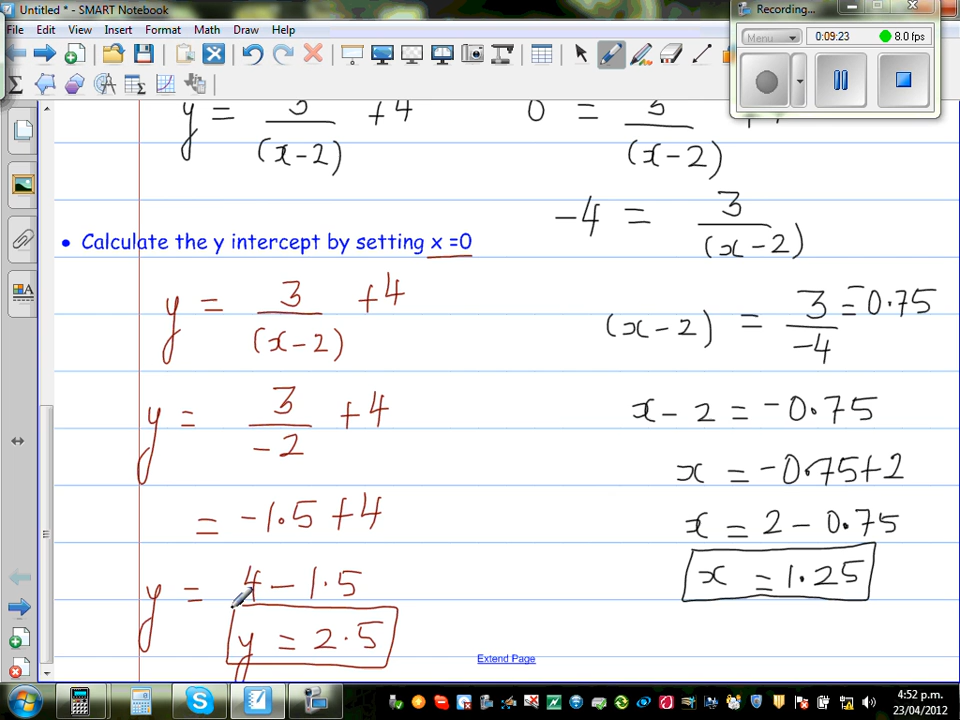 Untitled * - SMART Notebook
Recording...
File Edit View Insert Format Math Draw Help
Menu
00:09:23
8.0 fps
y = 3/(x-2) +4
0 = 3/(x-2)
-4 = 3/(x-2)
• Calculate the y intercept by setting x =0
y = 3/(x-2) +4
(x-2) = 3/-4 = -0.75
y = 3/-2 +4
x-2 = -0.75
x = -0.75+2
= -1.5+4
x = 2-0.75
y = 4-1.5
x = 1.25
y = 2.5
Extend Page
4:52 p.m.
23/04/2012